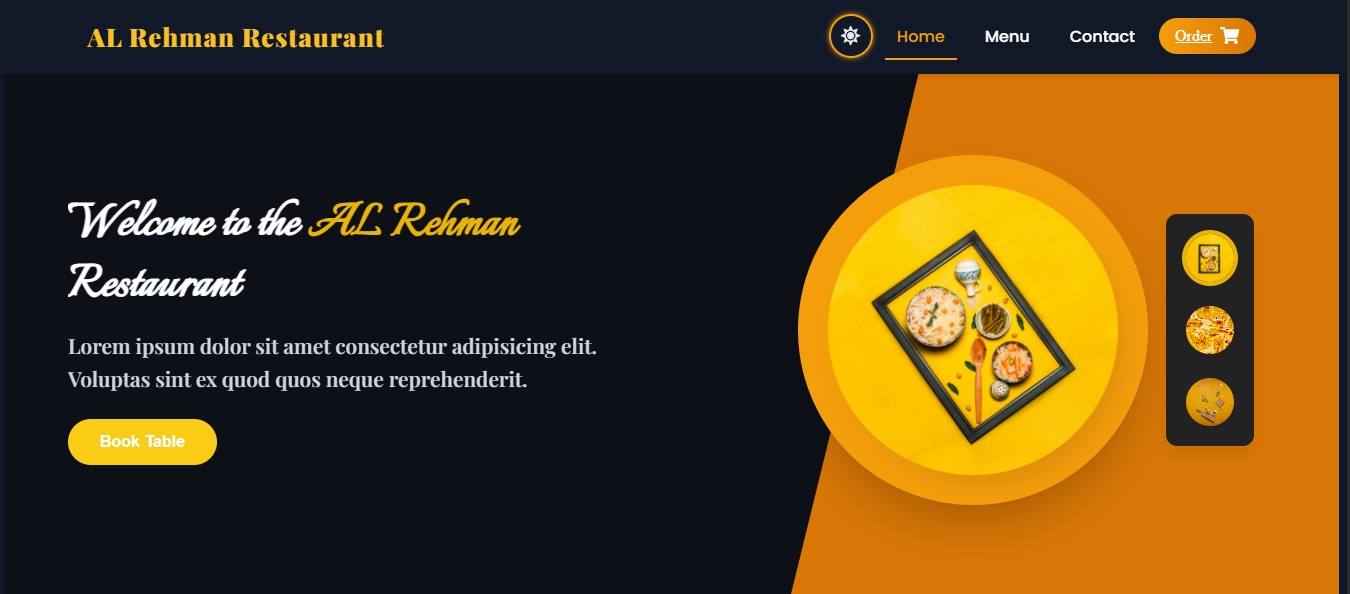 AL Rehman Restaurant
Home
Menu
Contact
Order
Welcome to the AL Rehman
Restaurant
Lorem ipsum dolor sit amet consectetur adipisicing elit.
Voluptas sint ex quod quos neque reprehenderit.
Book Table